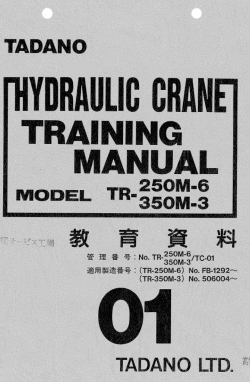 TADANO
HYDRAULIC CRANE
TRAINING
MANUAL
MODEL TR-250M-6
350M-3
教育資料
管理番号：No. TR-250M-6/TC-01
350M-3
適用製造番号：(TR-250M-6) No. FB-1292～
(TR-350M-3) No. 506004～
01
TADANO LTD.